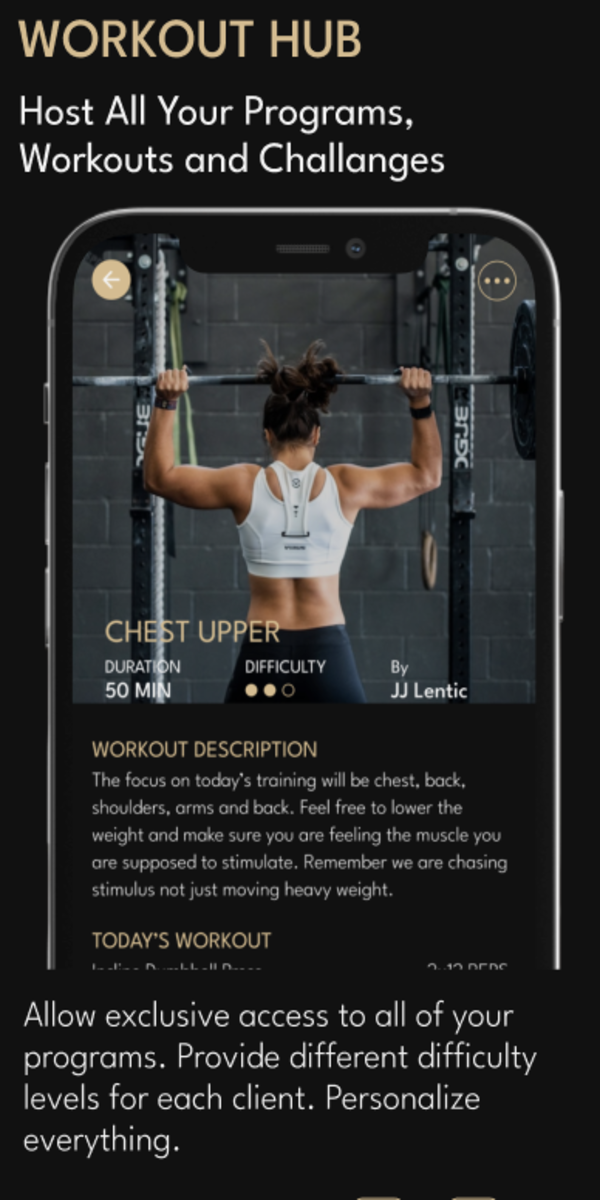 WORKOUT HUB
Host All Your Programs,
Workouts and Challanges
CHEST UPPER
DURATION DIFFICULTY By
50 MIN JJ Lentic
WORKOUT DESCRIPTION
The focus on today's training will be chest, back,
shoulders, arms and back. Feel free to lower the
weight and make sure you are feeling the muscle you
are supposed to stimulate. Remember we are chasing
stimulus not just moving heavy weight.
TODAY'S WORKOUT
Allow exclusive access to all of your
programs. Provide different difficulty
levels for each client. Personalize
everything.